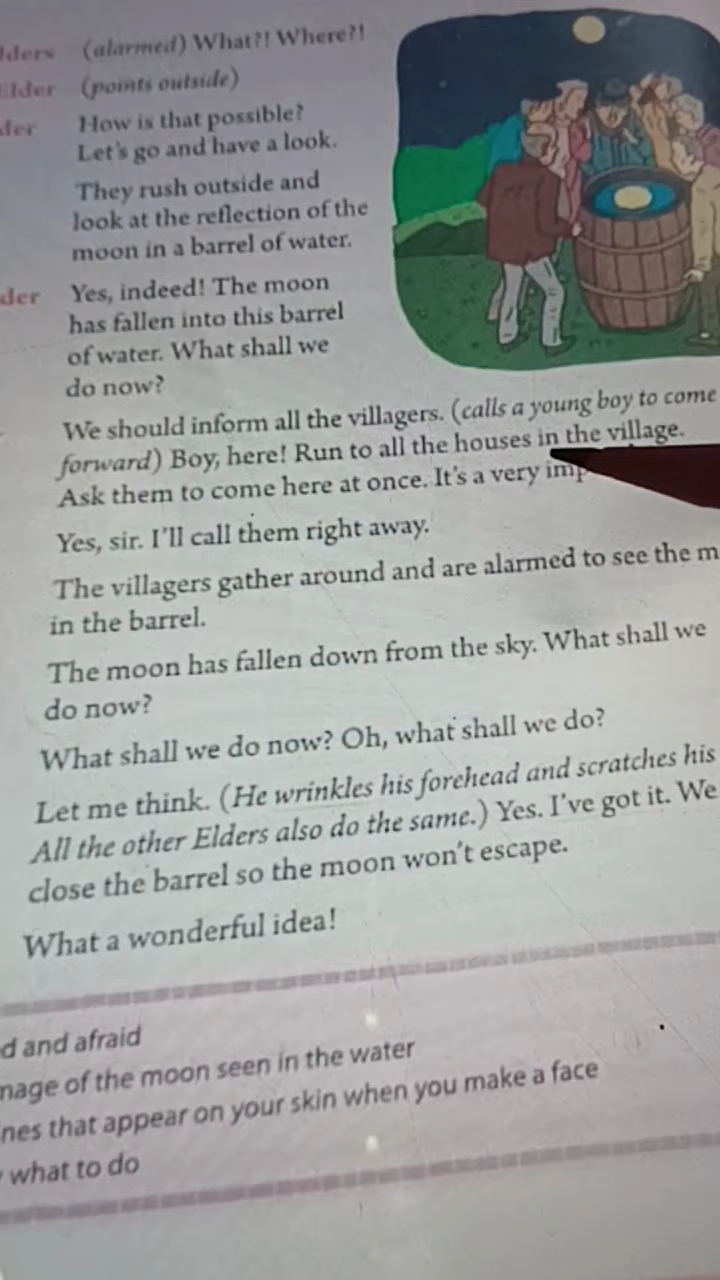 lders (alarmed) What?! Where?!
Elder (points outside)
der How is that possible?
Let's go and have a look.
They rush outside and
look at the reflection of the
moon in a barrel of water.
der Yes, indeed! The moon
has fallen into this barrel
of water. What shall we
do now?
We should inform all the villagers. (calls a young boy to come
forward) Boy, here! Run to all the houses in the village.
Ask them to come here at once. It's a very imp
Yes, sir. I'll call them right away.
The villagers gather around and are alarmed to see the m
in the barrel.
The moon has fallen down from the sky. What shall we
do now?
What shall we do now? Oh, what shall we do?
Let me think. (He wrinkles his forehead and scratches his
All the other Elders also do the same.) Yes. I've got it. We
close the barrel so the moon won't escape.
What a wonderful idea!
d and afraid
mage of the moon seen in the water
nes that appear on your skin when you make a face
what to do